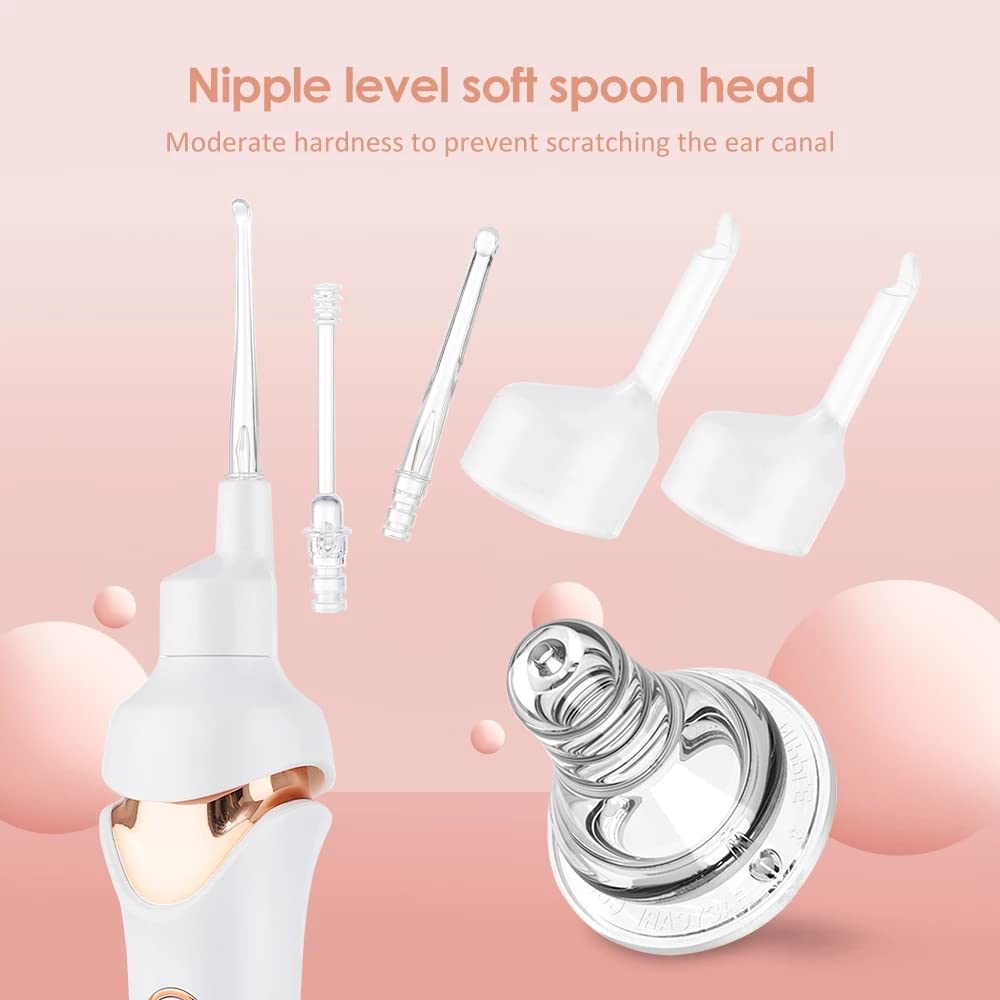 Nipple level soft spoon head
Moderate hardness to prevent scratching the ear canal